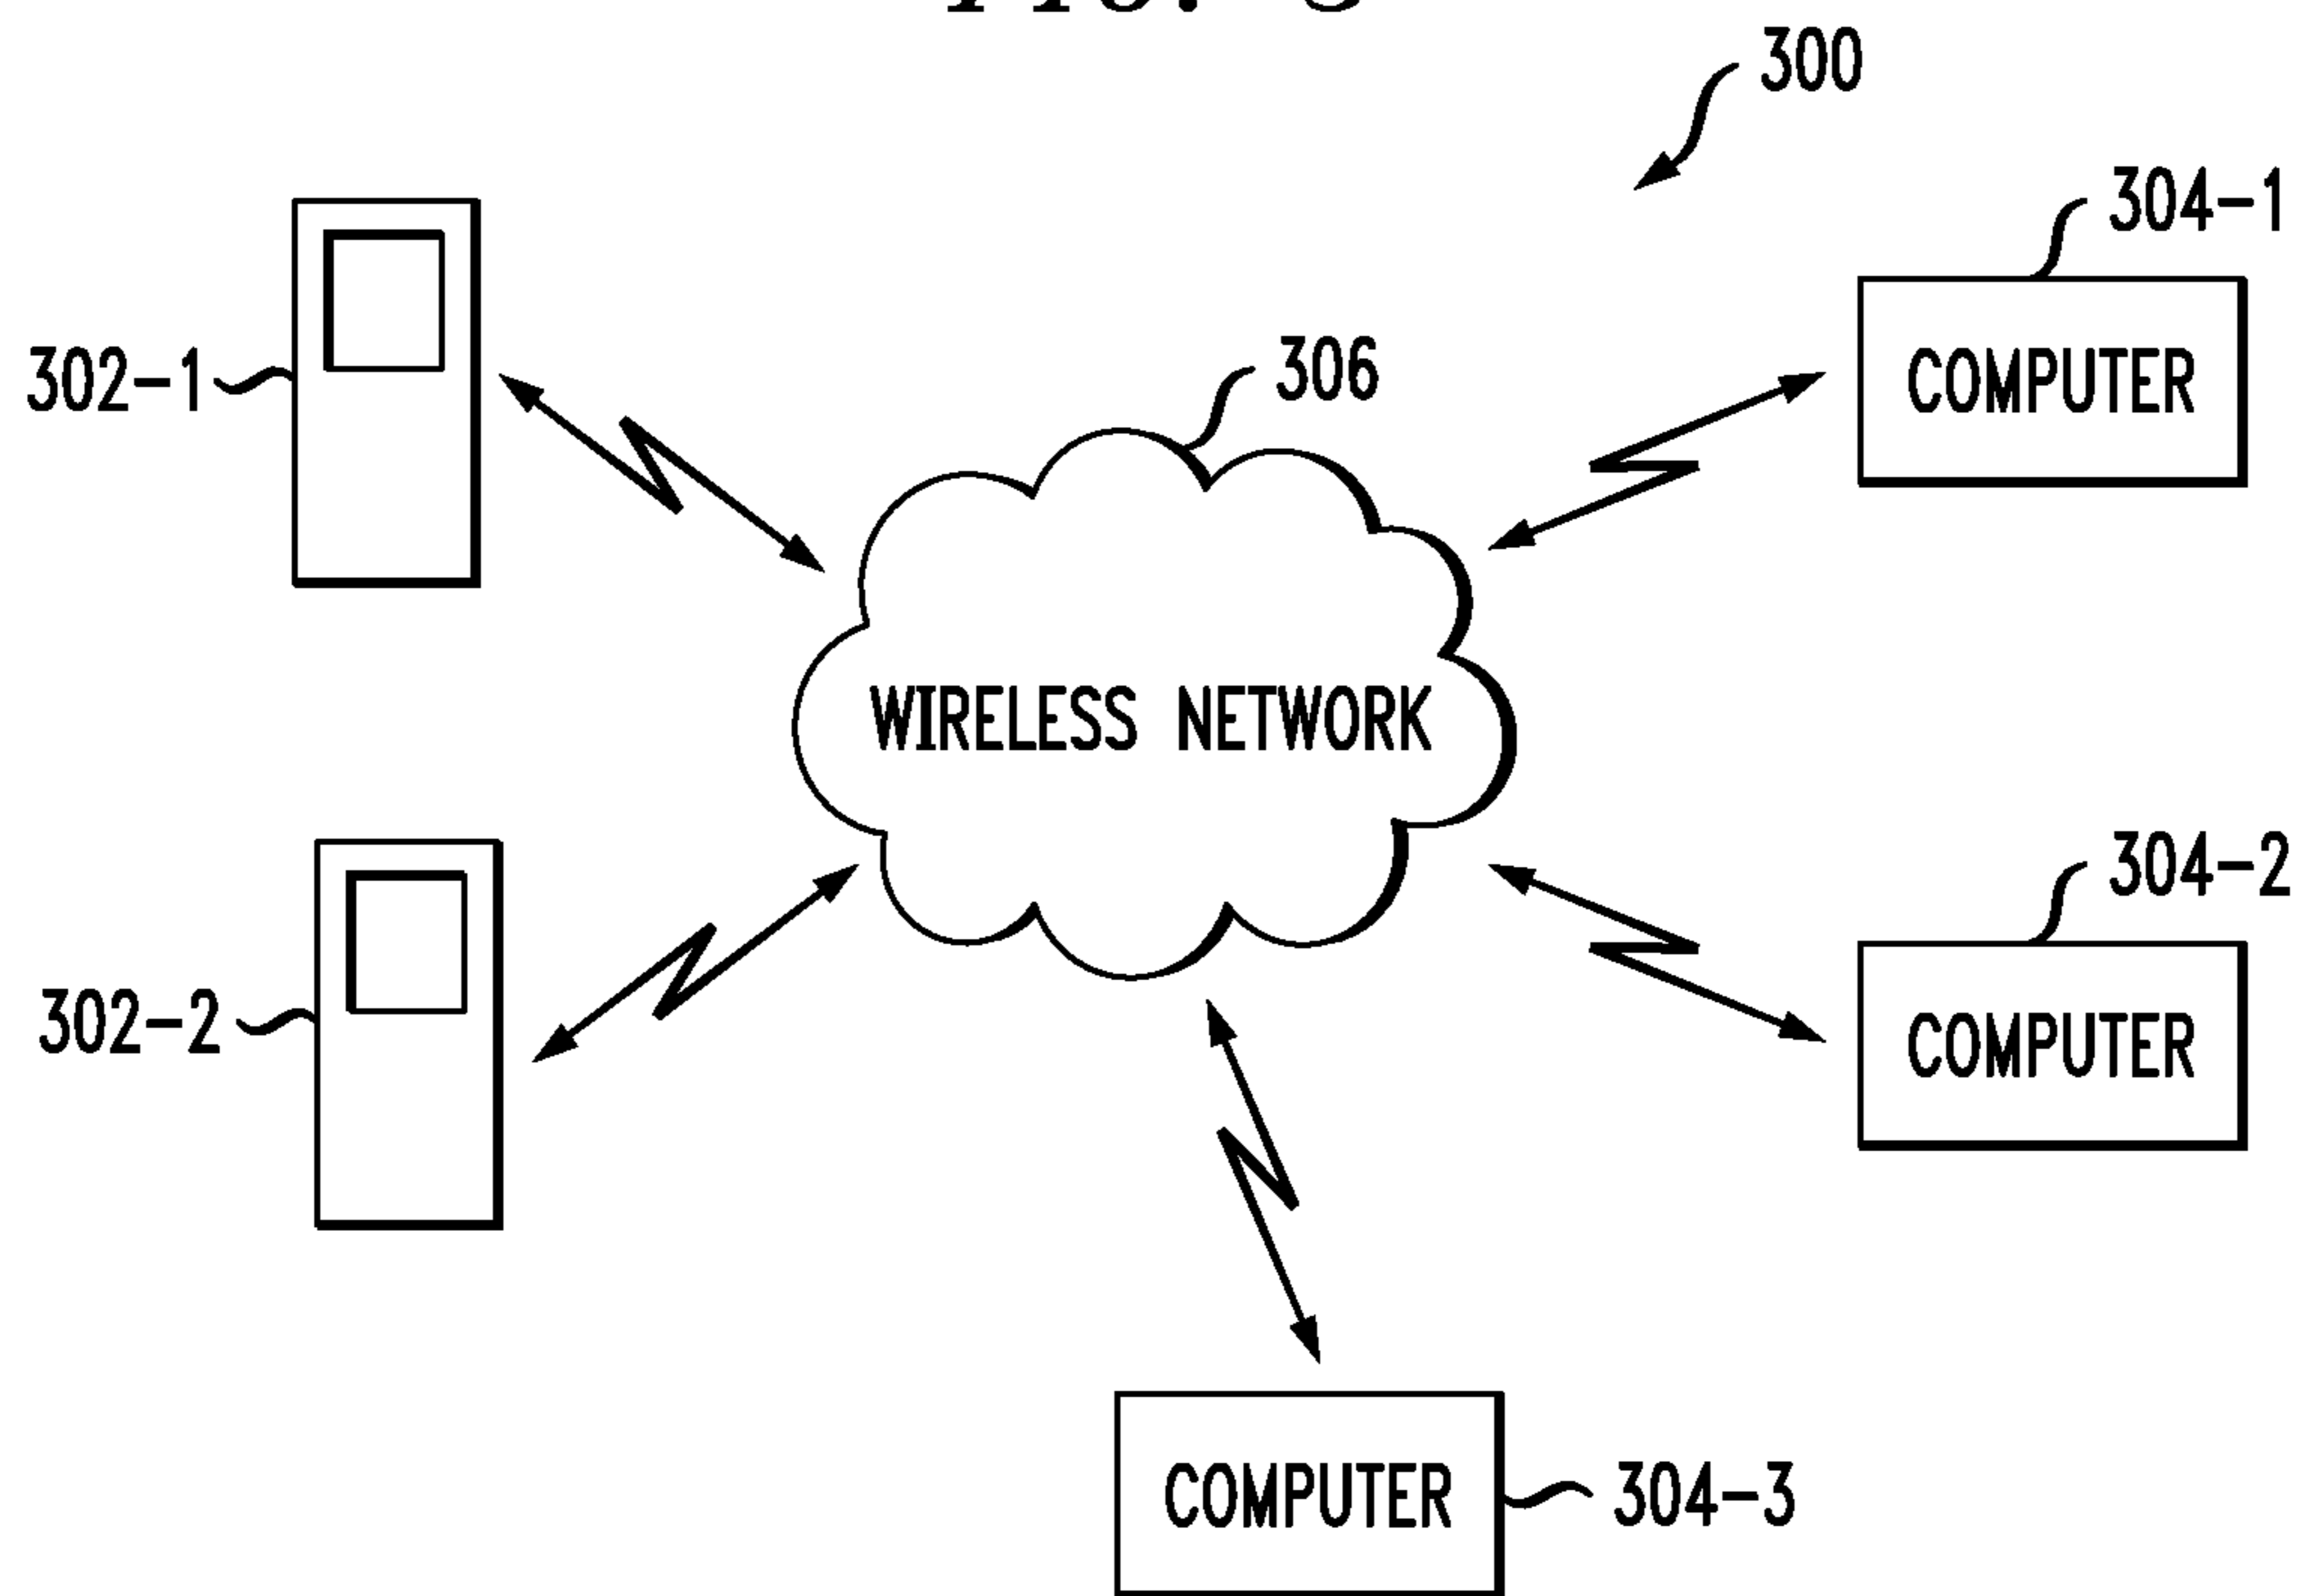 300
304-1
COMPUTER
302-1
306
WIRELESS NETWORK
304-2
COMPUTER
302-2
COMPUTER
304-3